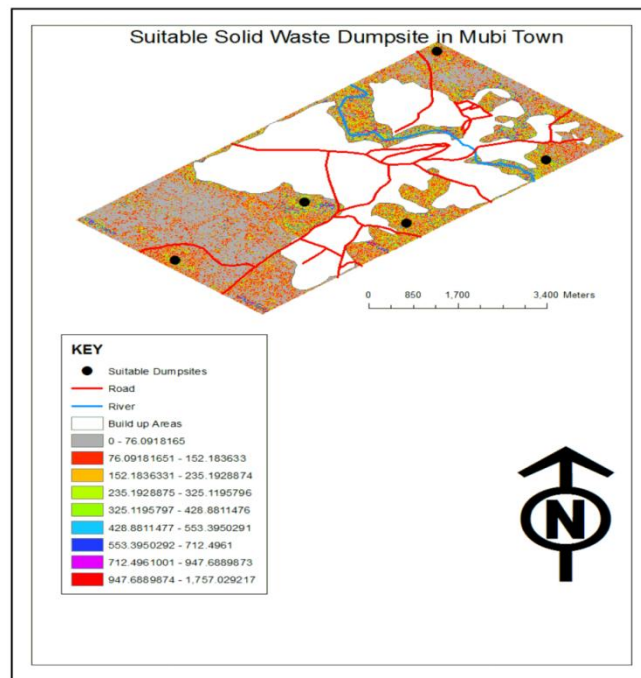 Suitable Solid Waste Dumpsite in Mubi Town
0 850 1,700 3,400 Meters
KEY
Suitable Dumpsites
Road
River
Build up Areas
0 - 76.0918165
76.09181651 - 152.183633
152.1836331 - 235.1928874
235.1928875 - 325.1195796
325.1195797 - 428.8811476
428.8811477 - 553.3950291
553.3950292 - 712.4961
712.4961001 - 947.6889873
947.6889874 - 1,757.029217
N